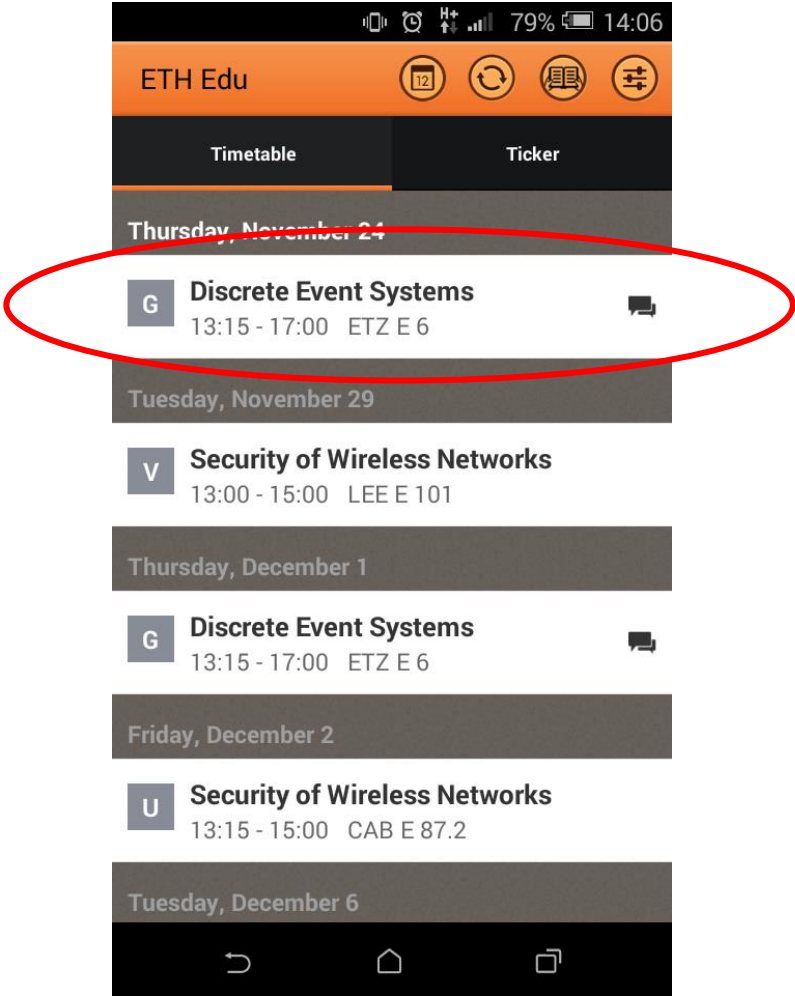 79% 14:06
ETH Edu
12
Timetable Ticker
Thursday, November 24
G Discrete Event Systems
13:15 - 17:00 ETZ E 6
Tuesday, November 29
V Security of Wireless Networks
13:00 - 15:00 LEE E 101
Thursday, December 1
G Discrete Event Systems
13:15 - 17:00 ETZ E 6
Friday, December 2
U Security of Wireless Networks
13:15 - 15:00 CAB E 87.2
Tuesday, December 6